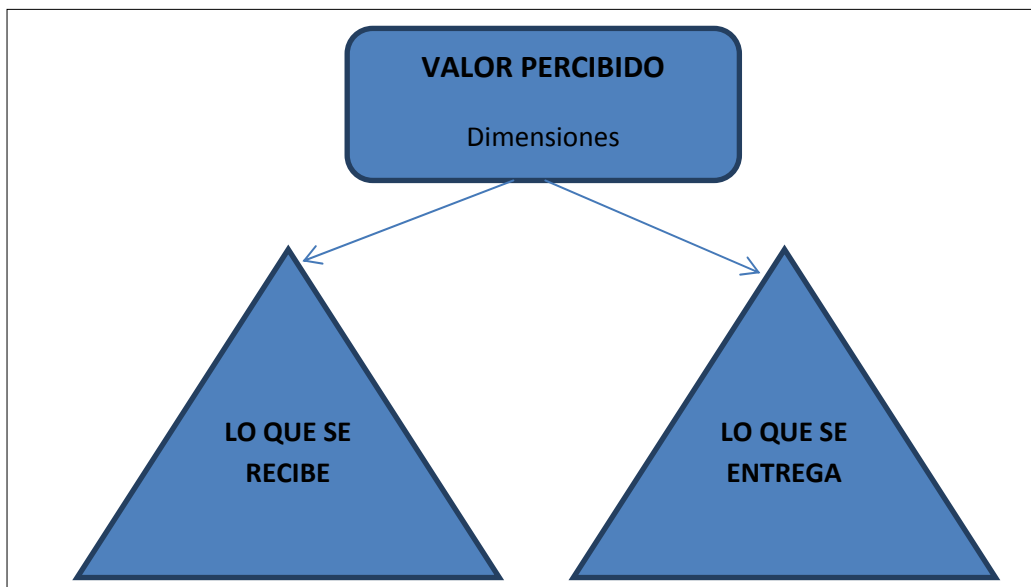 VALOR PERCIBIDO
Dimensiones
LO QUE SE
RECIBE
LO QUE SE
ENTREGA